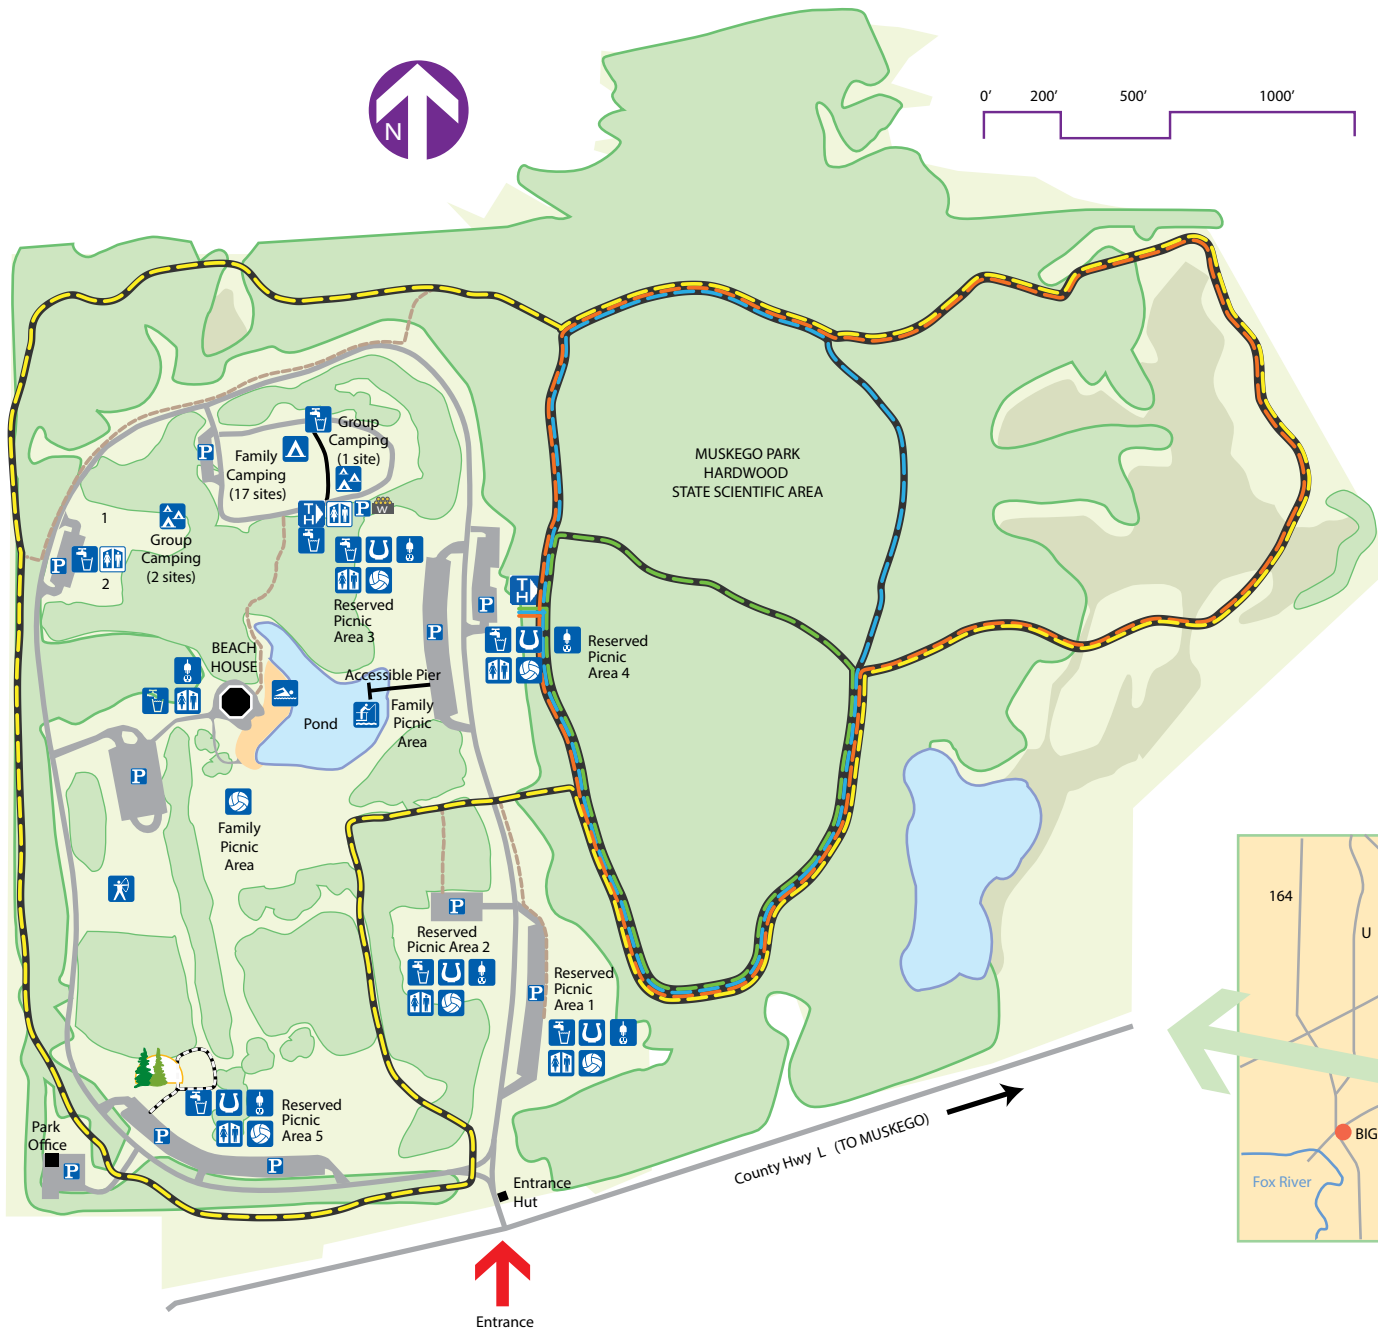 N
0'
200'
500'
1000'
MUSKEGO PARK
HARDWOOD
STATE SCIENTIFIC AREA
Group
Camping
(1 site)
Family
Camping
(17 sites)
P
TH
P
W
1
Group
Camping
(2 sites)
P
2
Reserved
Picnic
Area 3
P
P
TH
Reserved
Picnic
Area 4
BEACH
HOUSE
Accessible Pier
Pond
Family
Picnic
Area
P
Family
Picnic
Area
P
Reserved
Picnic Area 2
Reserved
Picnic
Area 1
P
Reserved
Picnic
Area 5
P
P
Park
Office
P
Entrance
Hut
County Hwy L (TO MUSKEGO)
Entrance
164
U
BIG
Fox River